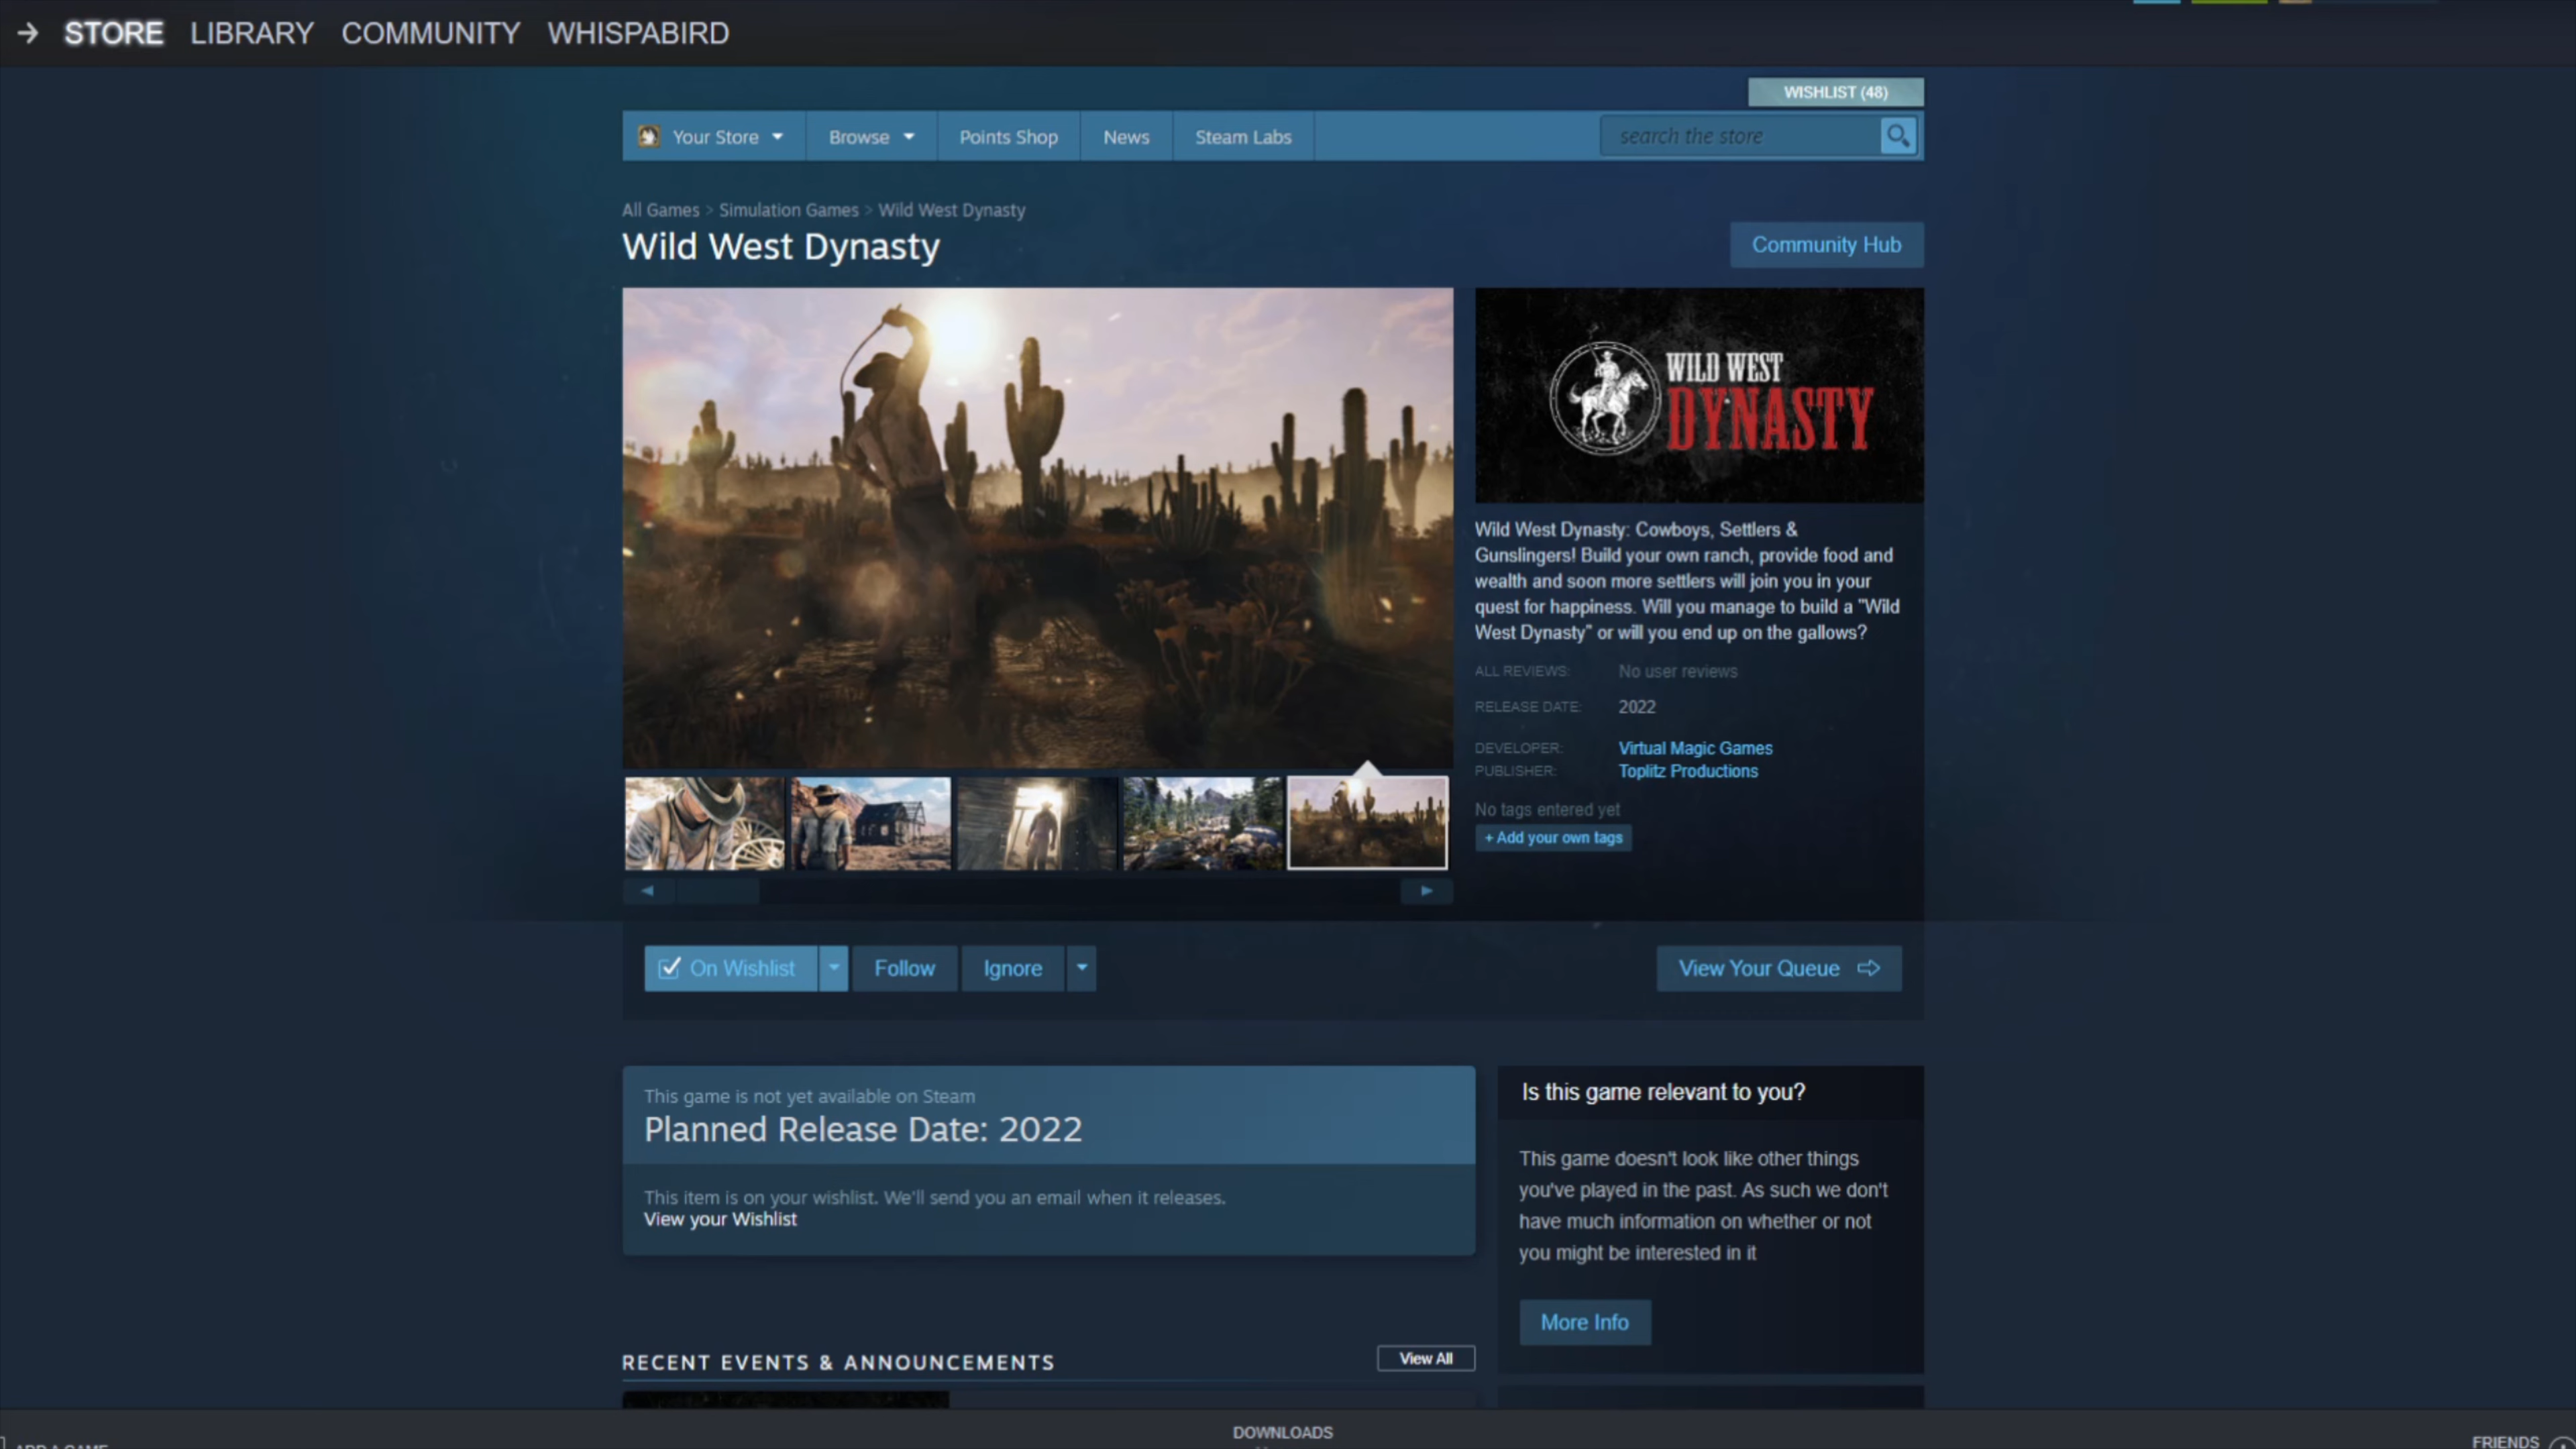 STORE LIBRARY COMMUNITY WHISPABIRD
WISHLIST (48)
Your Store Browse Points Shop News Steam Labs search the store
All Games > Simulation Games > Wild West Dynasty
Wild West Dynasty
Community Hub
WILD WEST
DYNASTY
Wild West Dynasty: Cowboys, Settlers &
Gunslingers! Build your own ranch, provide food and
wealth and soon more settlers will join you in your
quest for happiness. Will you manage to build a "Wild
West Dynasty" or will you end up on the gallows?
ALL REVIEWS: No user reviews
RELEASE DATE: 2022
DEVELOPER: Virtual Magic Games
PUBLISHER: Toplitz Productions
No tags entered yet
+ Add your own tags
On Wishlist Follow Ignore View Your Queue
This game is not yet available on Steam
Planned Release Date: 2022
This item is on your wishlist. We'll send you an email when it releases.
View your Wishlist
Is this game relevant to you?
This game doesn't look like other things
you've played in the past. As such we don't
have much information on whether or not
you might be interested in it
More Info
RECENT EVENTS & ANNOUNCEMENTS View All
DOWNLOADS
ADD A GAME
FRIENDS